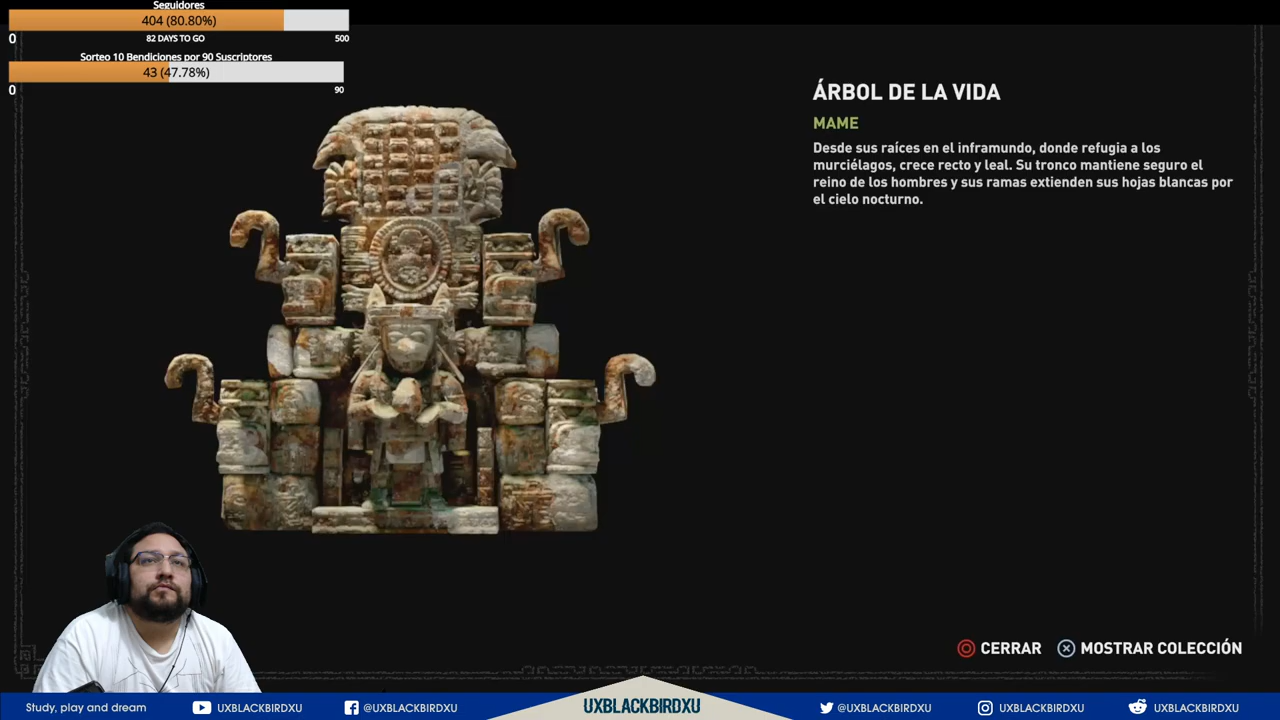 Seguidores
404 (80.80%)
0 82 DAYS TO GO 500
Sorteo 10 Bendiciones por 90 Suscriptores
43 (47.78%)
0 90
ÁRBOL DE LA VIDA
MAME
Desde sus raíces en el inframundo, donde refugia a los
murciélagos, crece recto y leal. Su tronco mantiene seguro el
reino de los hombres y sus ramas extienden sus hojas blancas por
el cielo nocturno.
CERRAR MOSTRAR COLECCIÓN
Study, play and dream UXBLACKBIRDXU @UXBLACKBIRDXU UXBLACKBIRDXU @UXBLACKBIRDXU UXBLACKBIRDXU UXBLACKBIRDXU